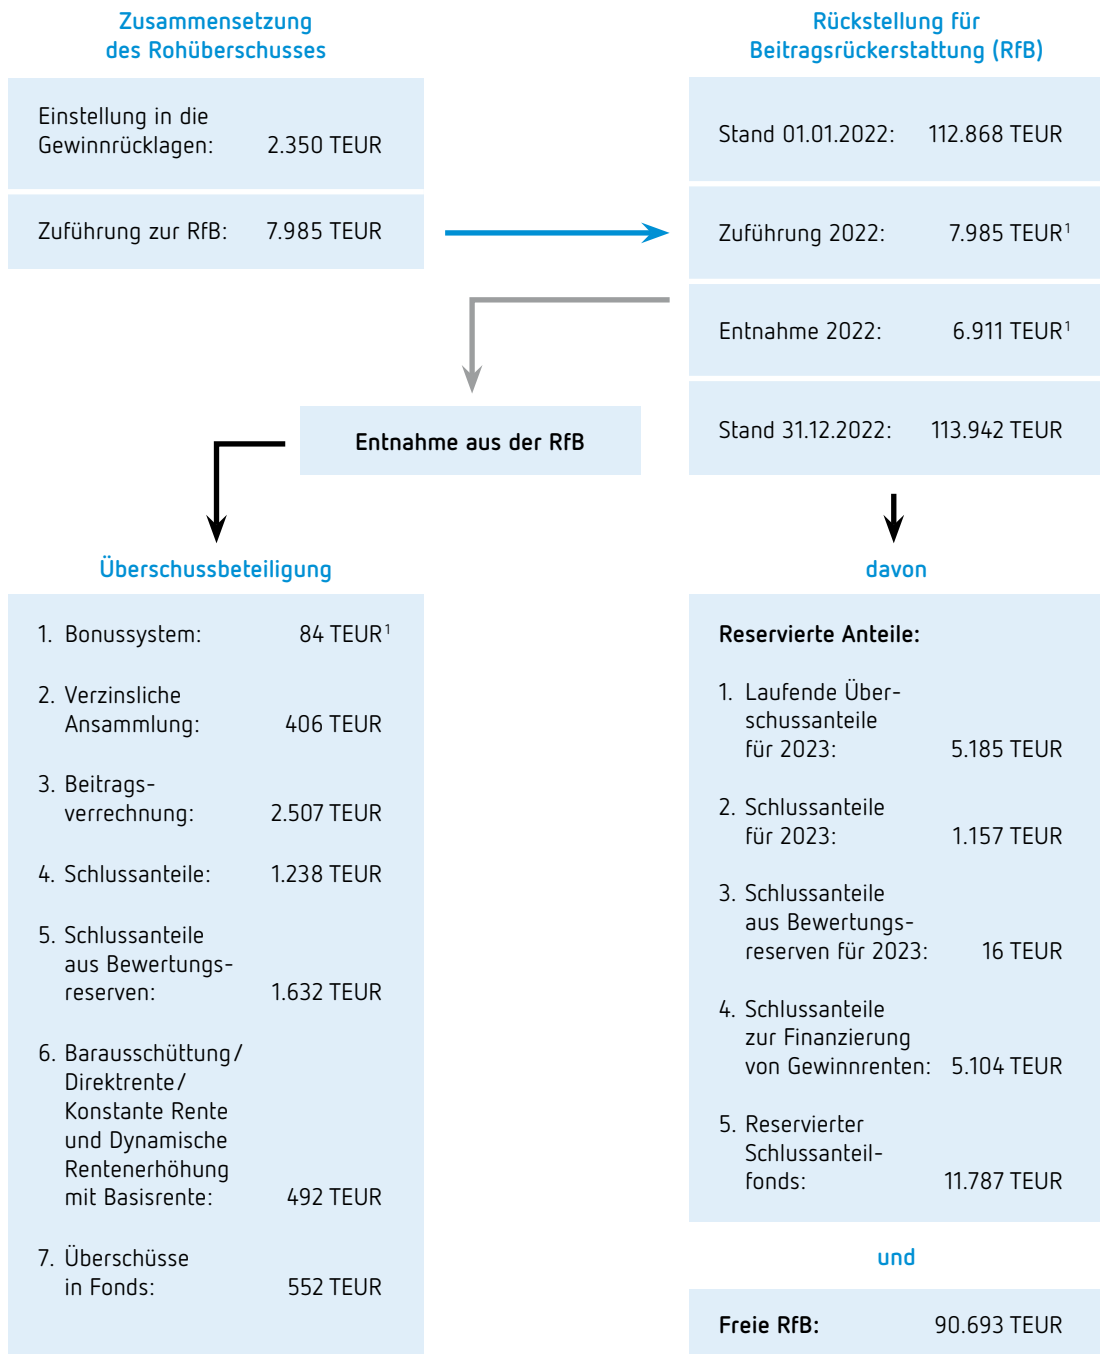 Zusammensetzung
des Rohüberschusses
Einstellung in die
Gewinnrücklagen: 2.350 TEUR
Zuführung zur RfB: 7.985 TEUR
Rückstellung für
Beitragsrückerstattung (RfB)
Stand 01.01.2022: 112.868 TEUR
Zuführung 2022: 7.985 TEUR¹
Entnahme 2022: 6.911 TEUR¹
Stand 31.12.2022: 113.942 TEUR
Entnahme aus der RfB
Überschussbeteiligung
1. Bonussystem: 84 TEUR¹
2. Verzinsliche
Ansammlung: 406 TEUR
3. Beitrags-
verrechnung: 2.507 TEUR
4. Schlussanteile: 1.238 TEUR
5. Schlussanteile
aus Bewertungs-
reserven: 1.632 TEUR
6. Barausschüttung/
Direktrente/
Konstante Rente
und Dynamische
Rentenerhöhung
mit Basisrente: 492 TEUR
7. Überschüsse
in Fonds: 552 TEUR
davon
Reservierte Anteile:
1. Laufende Über-
schussanteile
für 2023: 5.185 TEUR
2. Schlussanteile
für 2023: 1.157 TEUR
3. Schlussanteile
aus Bewertungs-
reserven für 2023: 16 TEUR
4. Schlussanteile
zur Finanzierung
von Gewinnrenten: 5.104 TEUR
5. Reservierter
Schlussanteil-
fonds: 11.787 TEUR
und
Freie RfB: 90.693 TEUR